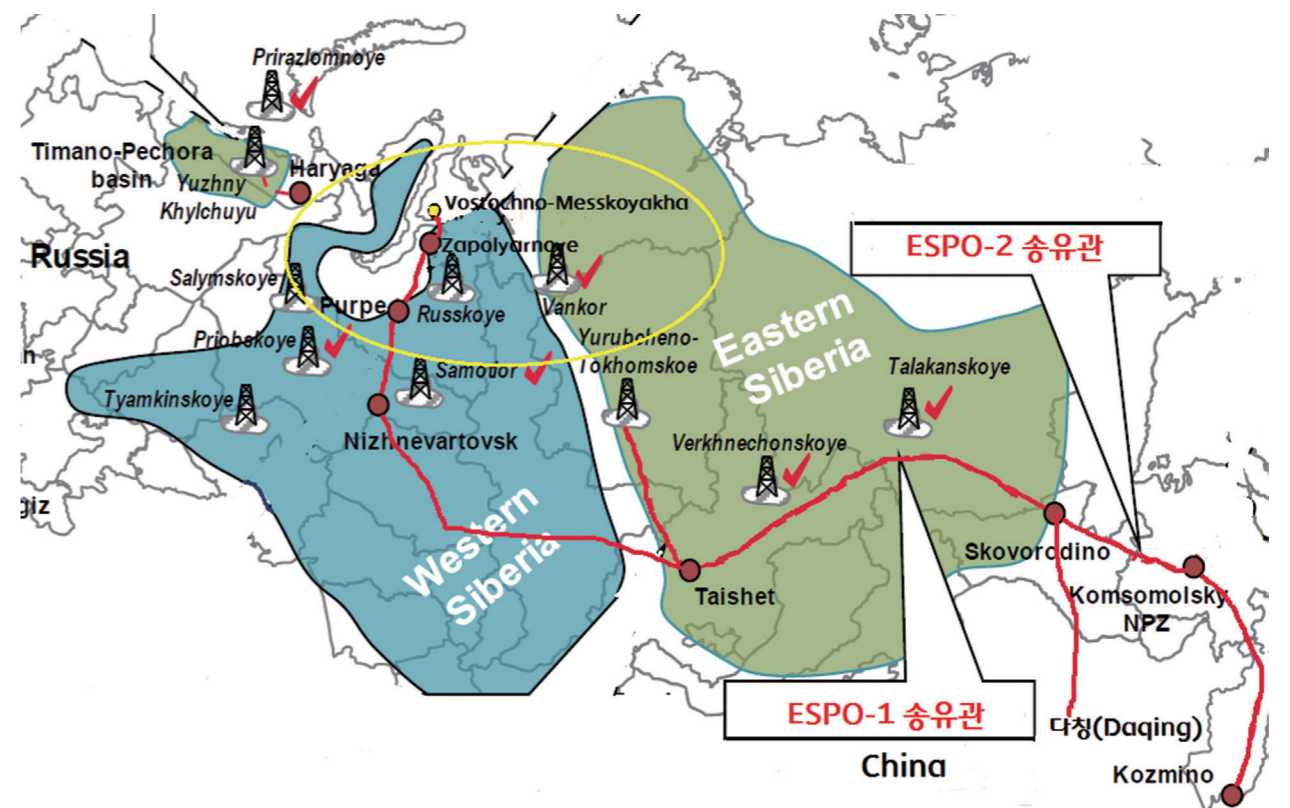 Prirazlomnoye
Timano-Pechora
basin
Haryaga
Yuzhny
Khylchuyu
Vostochno-Messkoyakha
Russia
Zapolyarnoye
ESPO-2 송유관
Salymskoye
Purpe
Russkoye
Vankor
Priobskoye
Yurubcheno-
Tokhomskoe
Eastern
Siberia
Samotlor
Talakanskoye
Tyamkinskoye
Nizhnevartovsk
Verkhnechonskoye
giz
Western
Siberia
Skovorodino
Taishet
Komsomolsky
NPZ
ESPO-1 송유관
다칭(Daqing)
China
Kozmino